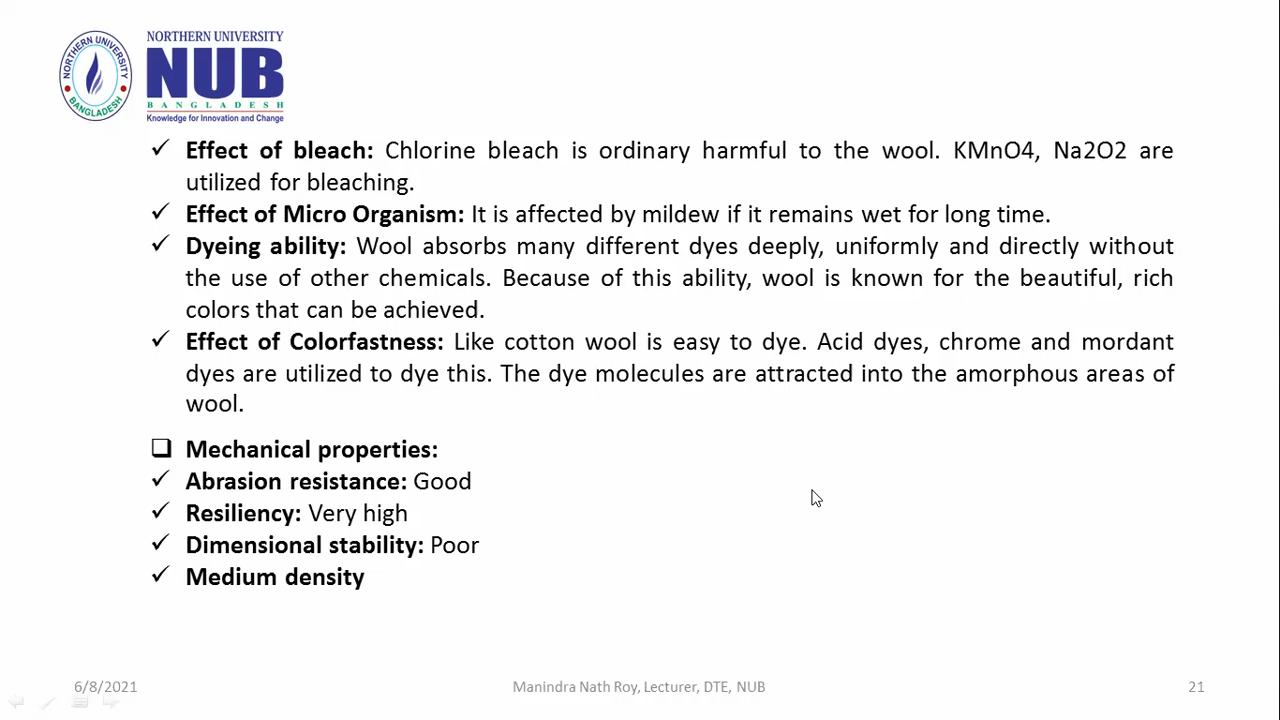 NORTHERN UNIVERSITY
NORTHERN UNIVERSITY
NUB
BANGLADESH
BANGLADESH
Knowledge for Innovation and Change
Effect of bleach: Chlorine bleach is ordinary harmful to the wool. KMnO4, Na2O2 are
utilized for bleaching.
Effect of Micro Organism: It is affected by mildew if it remains wet for long time.
Dyeing ability: Wool absorbs many different dyes deeply, uniformly and directly without
the use of other chemicals. Because of this ability, wool is known for the beautiful, rich
colors that can be achieved.
Effect of Colorfastness: Like cotton wool is easy to dye. Acid dyes, chrome and mordant
dyes are utilized to dye this. The dye molecules are attracted into the amorphous areas of
wool.
Mechanical properties:
Abrasion resistance: Good
Resiliency: Very high
Dimensional stability: Poor
Medium density
6/8/2021
Manindra Nath Roy, Lecturer, DTE, NUB
21